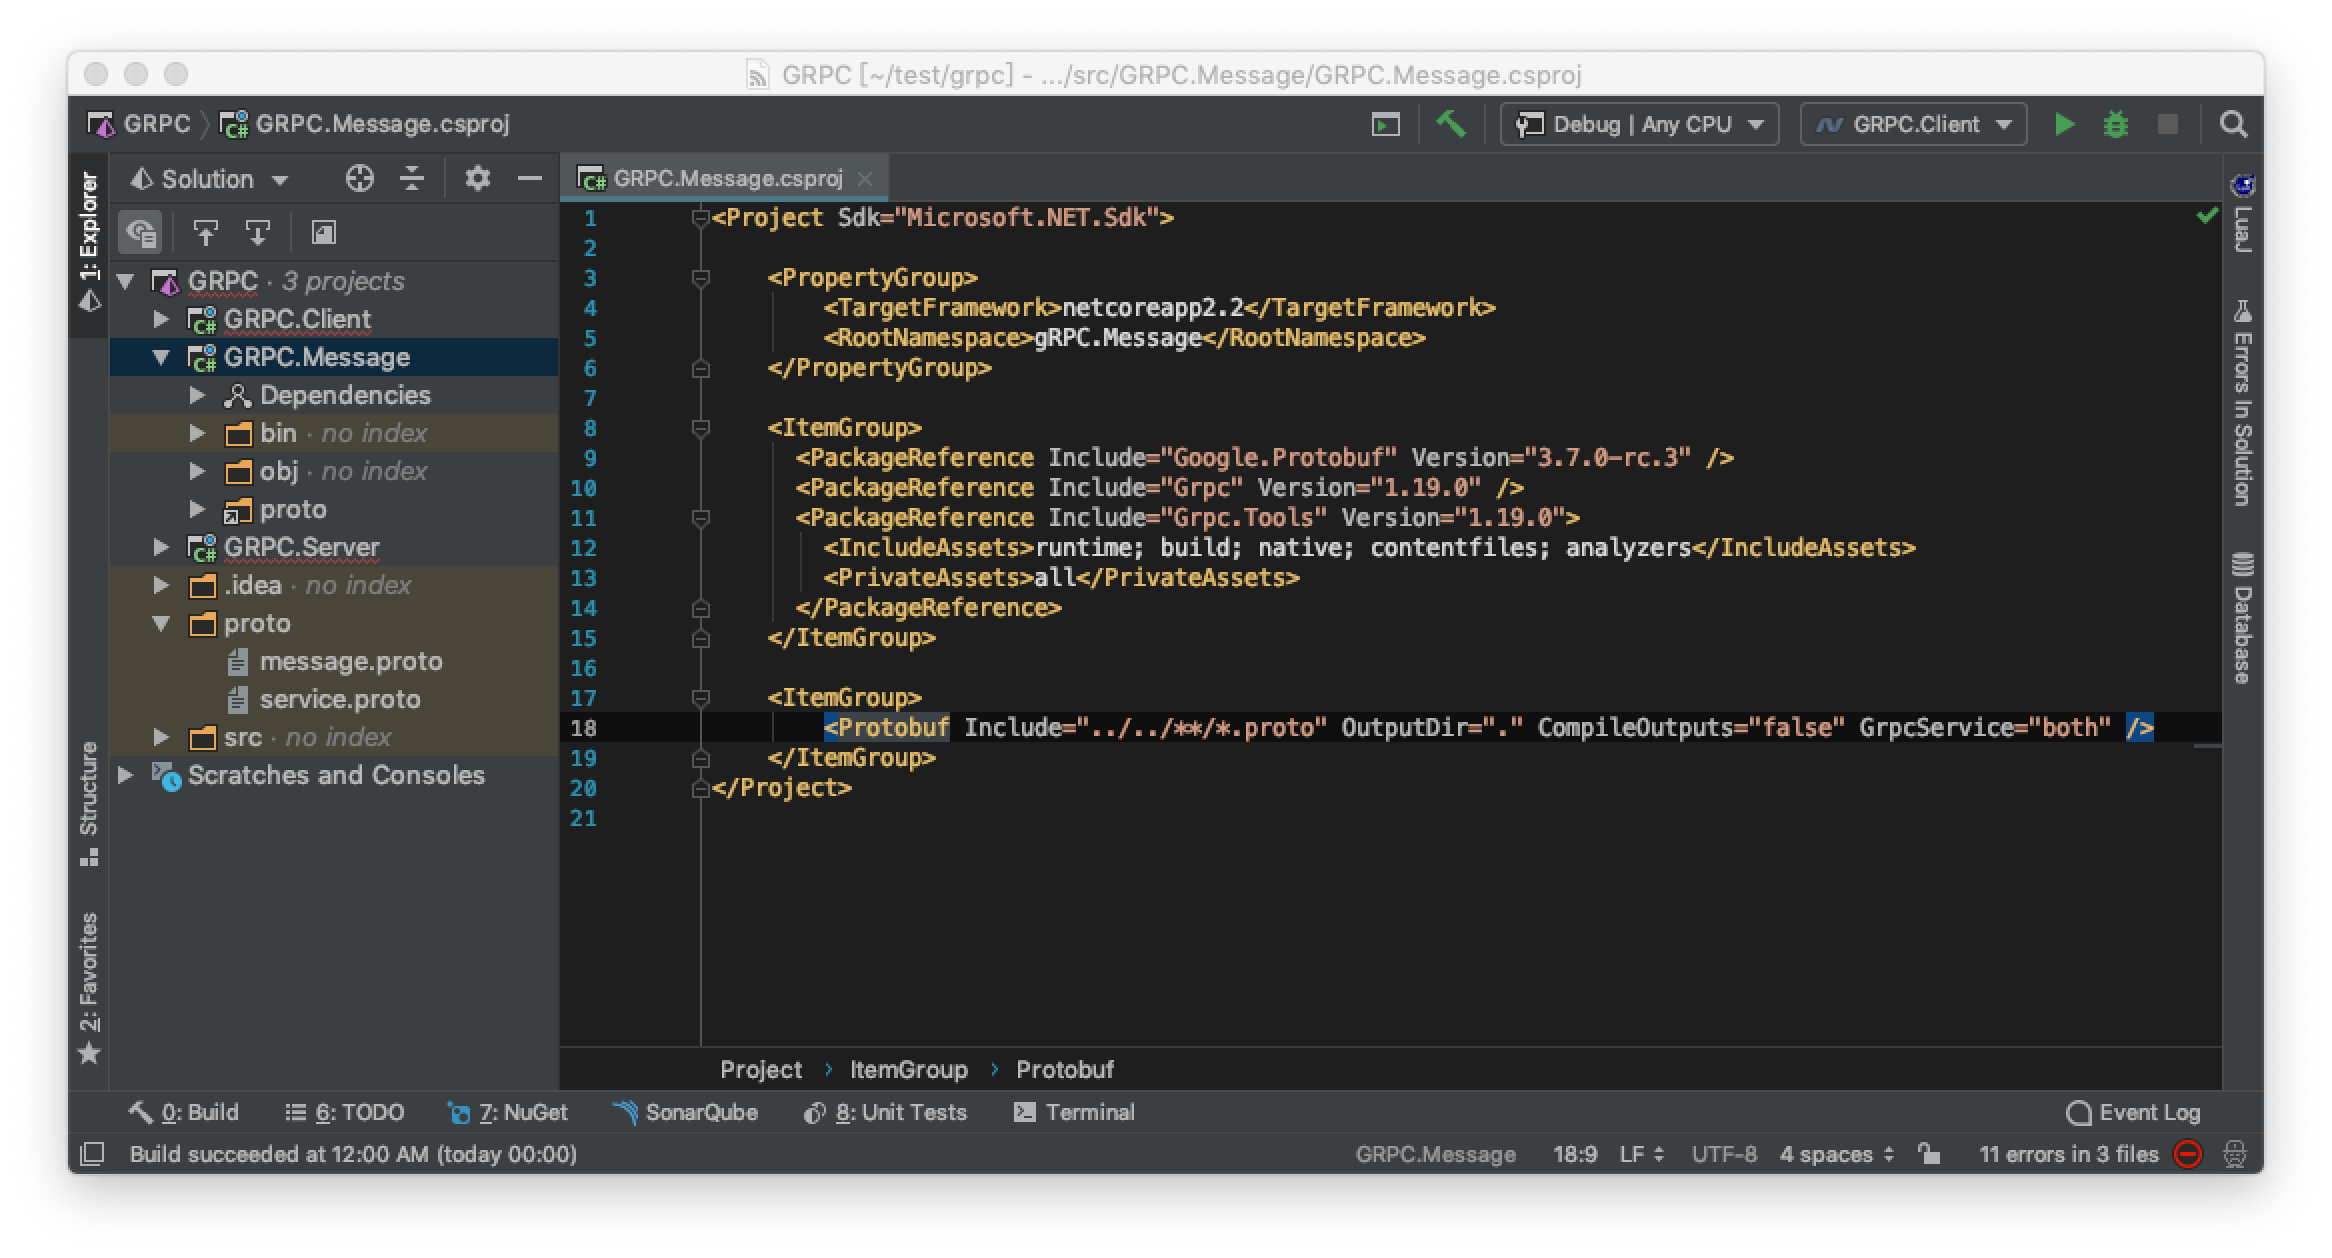 GRPC [~/test/grpc] - .../src/GRPC.Message/GRPC.Message.csproj
GRPC GRPC.Message.csproj
Debug | Any CPU
GRPC.Client
1: Explorer
Structure
2: Favorites
Solution
GRPC · 3 projects
GRPC.Client
GRPC.Message
Dependencies
bin · no index
obj · no index
proto
GRPC.Server
.idea · no index
proto
message.proto
service.proto
src · no index
Scratches and Consoles
GRPC.Message.csproj
1 <Project Sdk="Microsoft.NET.Sdk">
2
3 <PropertyGroup>
4 <TargetFramework>netcoreapp2.2</TargetFramework>
5 <RootNamespace>gRPC.Message</RootNamespace>
6 </PropertyGroup>
7
8 <ItemGroup>
9 <PackageReference Include="Google.Protobuf" Version="3.7.0-rc.3" />
10 <PackageReference Include="Grpc" Version="1.19.0" />
11 <PackageReference Include="Grpc.Tools" Version="1.19.0">
12 <IncludeAssets>runtime; build; native; contentfiles; analyzers</IncludeAssets>
13 <PrivateAssets>all</PrivateAssets>
14 </PackageReference>
15 </ItemGroup>
16
17 <ItemGroup>
18 <Protobuf Include="../../**/*.proto" OutputDir="." CompileOutputs="false" GrpcService="both" />
19 </ItemGroup>
20 </Project>
21
LuaJ
Errors In Solution
Database
Project › ItemGroup › Protobuf
0: Build
6: TODO
7: NuGet
SonarQube
8: Unit Tests
Terminal
Event Log
Build succeeded at 12:00 AM (today 00:00)
GRPC.Message
18:9
LF
UTF-8
4 spaces
11 errors in 3 files